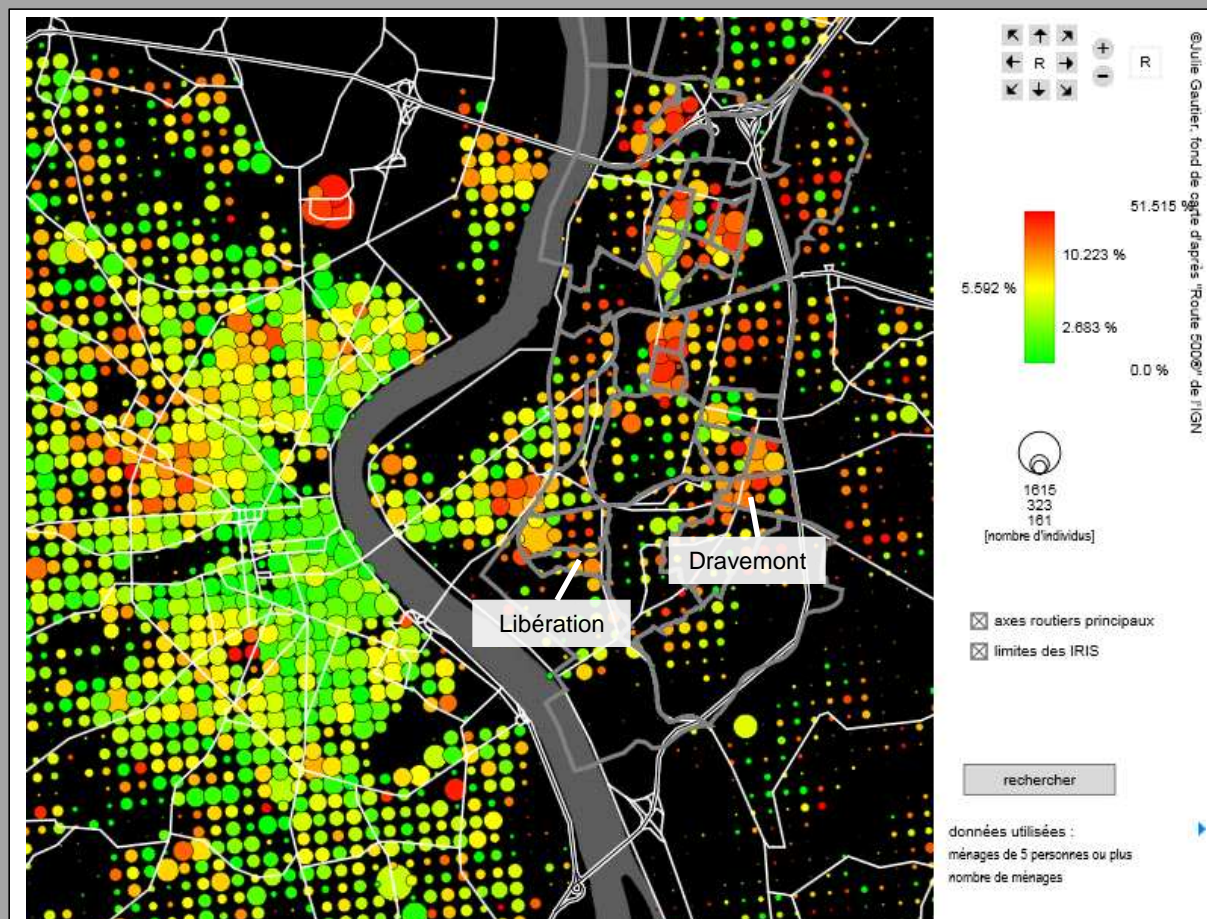 R
R
©Julie Gautier, fond de carte d'après "Route 500®" de l'IGN
51.515 %
10.223 %
5.592 %
2.683 %
0.0 %
1615
323
161
[nombre d'individus]
Dravemont
Libération
axes routiers principaux
limites des IRIS
rechercher
données utilisées :
ménages de 5 personnes ou plus
nombre de ménages